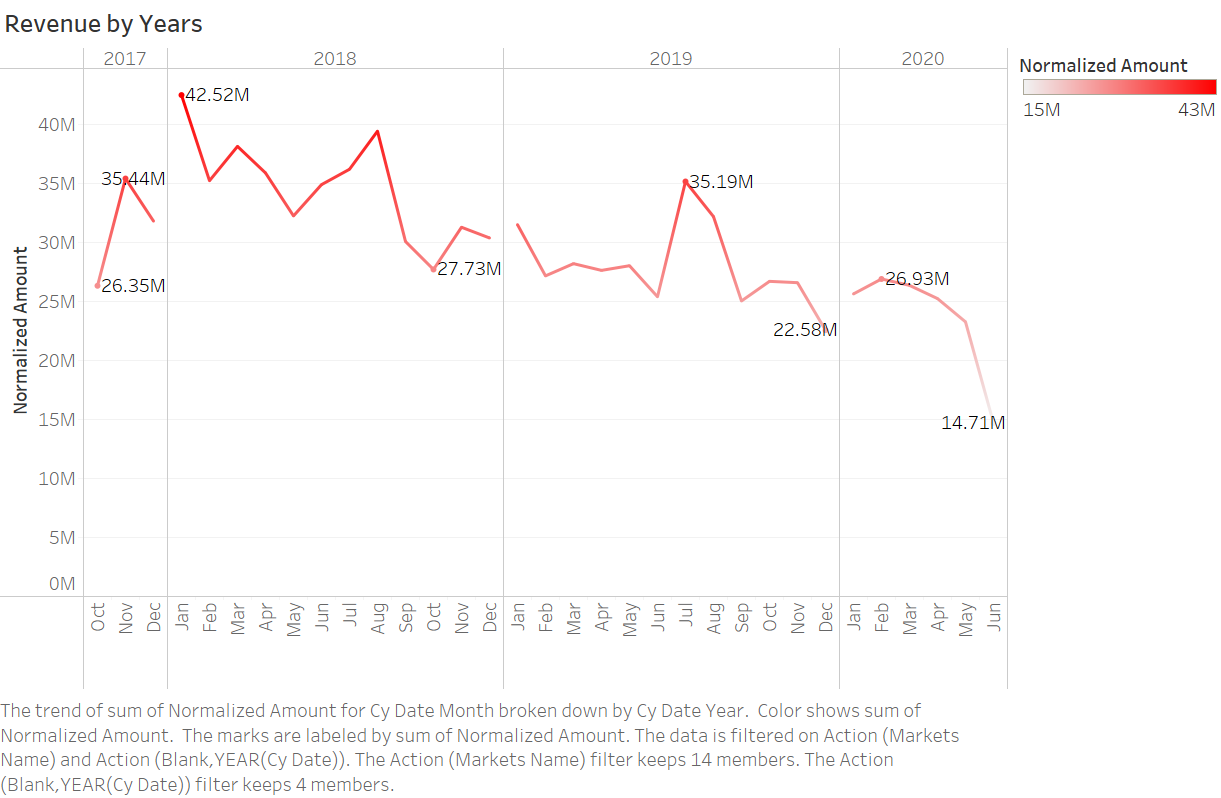 Revenue by Years
2017 2018 2019 2020
Normalized Amount
15M 43M
Normalized Amount
40M
35M
30M
25M
20M
15M
10M
5M
0M
42.52M
35.44M
26.35M
27.73M
35.19M
22.58M
26.93M
14.71M
Oct Nov Dec Jan Feb Mar Apr May Jun Jul Aug Sep Oct Nov Dec Jan Feb Mar Apr May Jun Jul Aug Sep Oct Nov Dec Jan Feb Mar Apr May Jun
The trend of sum of Normalized Amount for Cy Date Month broken down by Cy Date Year.  Color shows sum of
Normalized Amount.  The marks are labeled by sum of Normalized Amount. The data is filtered on Action (Markets
Name) and Action (Blank,YEAR(Cy Date)). The Action (Markets Name) filter keeps 14 members. The Action
(Blank,YEAR(Cy Date)) filter keeps 4 members.